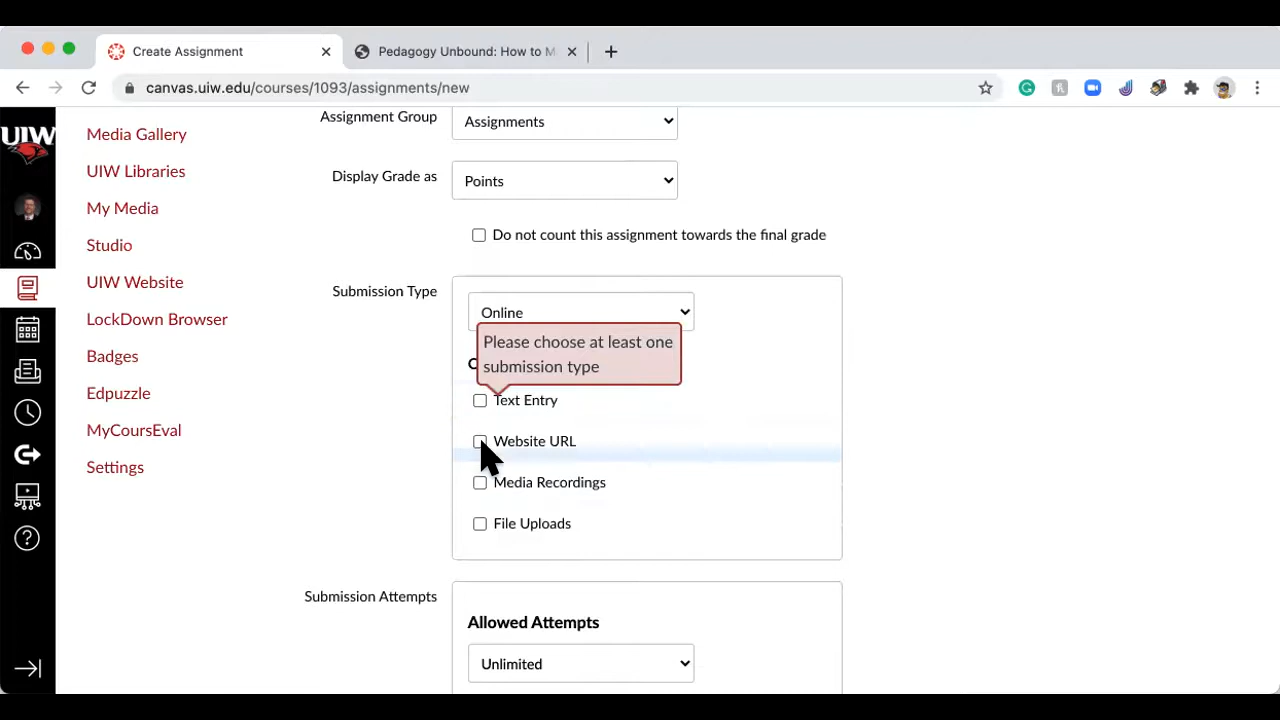 Create Assignment
Pedagogy Unbound: How to M
canvas.uiw.edu/courses/1093/assignments/new
UIW
Media Gallery
UIW Libraries
My Media
Studio
UIW Website
LockDown Browser
Badges
Edpuzzle
MyCoursEval
Settings
Assignment Group
Assignments
Display Grade as
Points
Do not count this assignment towards the final grade
Submission Type
Online
Please choose at least one
submission type
Text Entry
Website URL
Media Recordings
File Uploads
Submission Attempts
Allowed Attempts
Unlimited